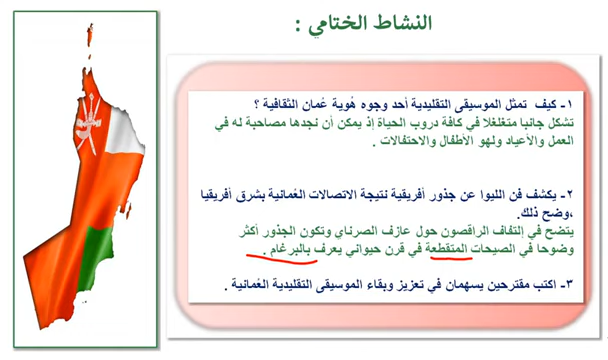 النشاط الختامي :
١- كيف تمثل الموسيقى التقليدية أحد وجوه هُوية عُمان الثقافية ؟
تشكل جانبا متغلغلا في كافة دروب الحياة إذ يمكن أن نجدها مصاحبة له في
العمل والأعياد ولهو الأطفال والاحتفالات .
٢- يكشف فن الليوا عن جذور أفريقية نتيجة الاتصالات العُمانية بشرق أفريقيا
،وضح ذلك.
يتضح في إلتفاف الراقصون حول عازف الصرناي وتكون الجذور أكثر
وضوحا في الصيحات المتقطعة في قرن حيواني يعرف بالبرغام .
٣- اكتب مقترحين يسهمان في تعزيز وبقاء الموسيقى التقليدية العُمانية .